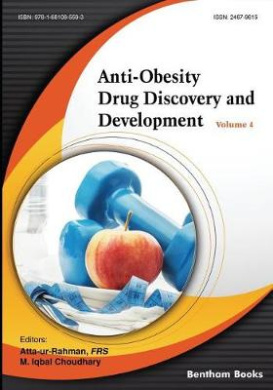 ISBN: 978-1-68108-559-3
ISSN: 2467-9615
Anti-Obesity
Drug Discovery and
Development Volume 4
Editors:
Atta-ur-Rahman, FRS
M. Iqbal Choudhary
Bentham Books